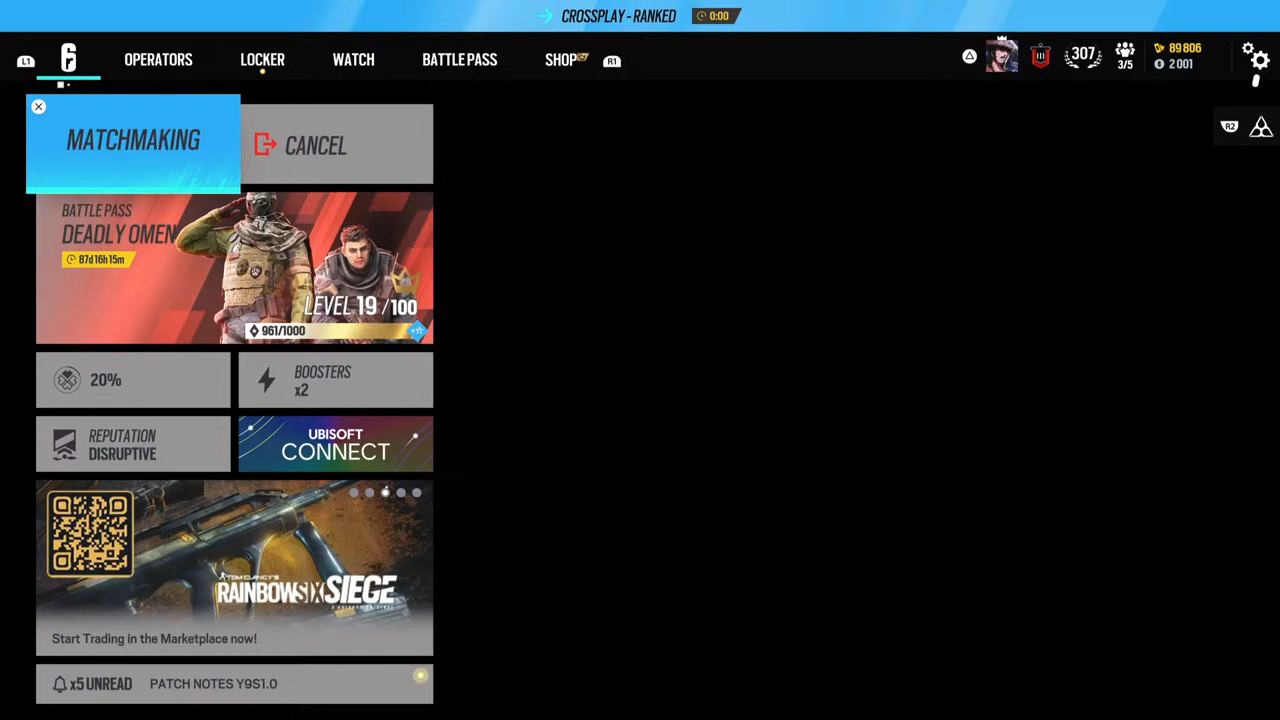 CROSSPLAY - RANKED 0:00
L1 OPERATORS LOCKER WATCH BATTLE PASS SHOP R1 III 307 3/5 89 806
2 001
R2
MATCHMAKING
CANCEL
BATTLE PASS
DEADLY OMEN
87d16h15m
LEVEL 19 / 100
961/1000
20%
BOOSTERS
x2
REPUTATION
DISRUPTIVE
UBISOFT
CONNECT
TOM CLANCY'S
RAINBOWSIX SIEGE
Start Trading in the Marketplace now!
x5 UNREAD PATCH NOTES Y9S1.0